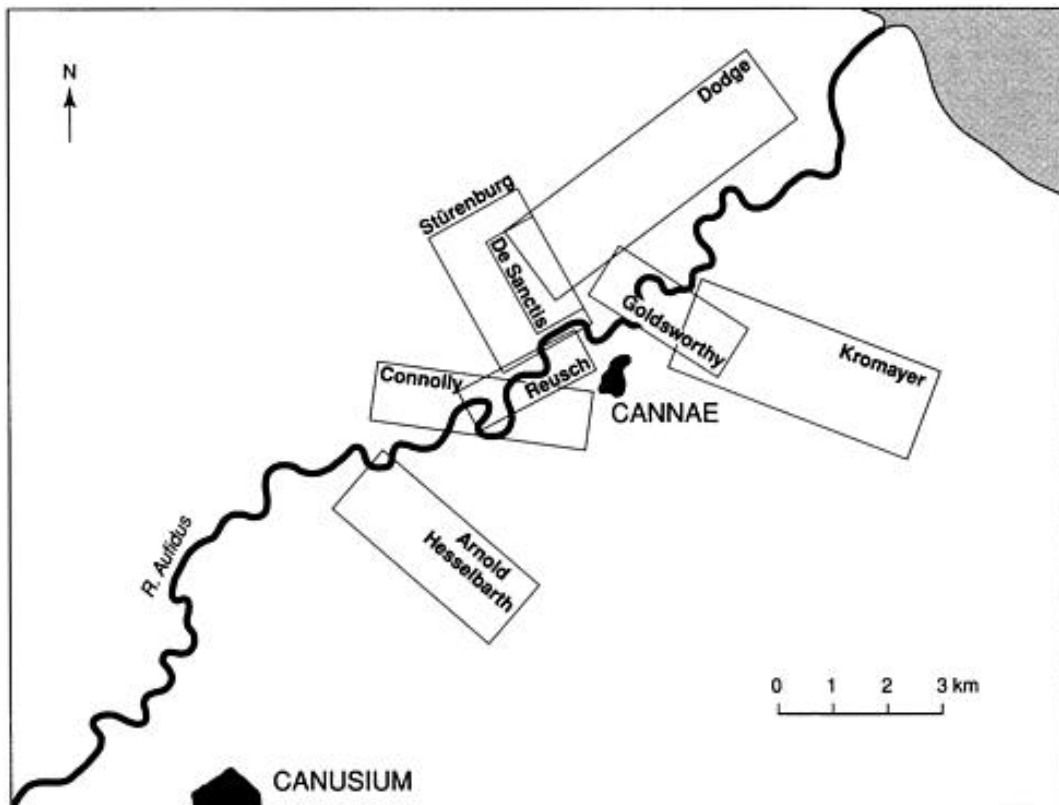 N
Dodge
Stürenburg
De Sanctis
Goldsworthy
Kromayer
Connolly
Reusch
CANNAE
R. Aufidus
Arnold
Hesselbarth
0 1 2 3 km
CANUSIUM